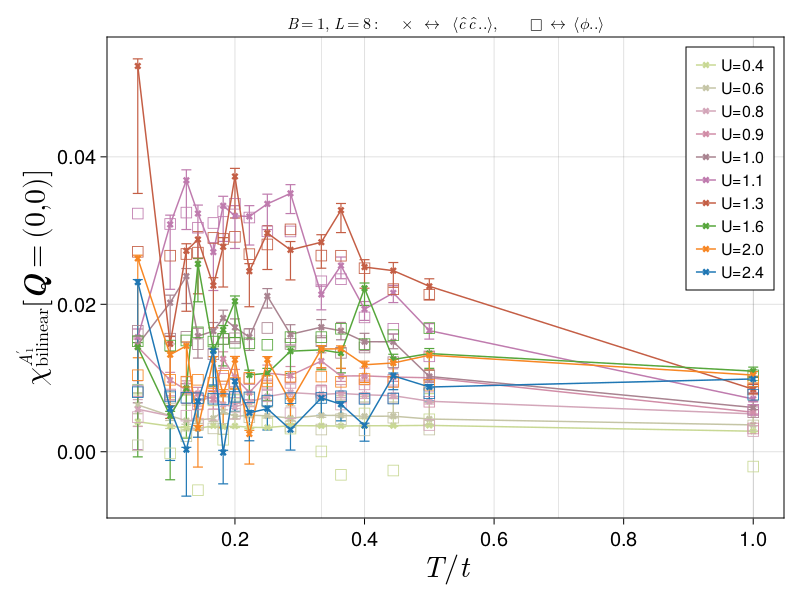 B = 1, L = 8 :   × ↔ ⟨ĉ ĉ ..⟩,   □ ↔ ⟨ϕ..⟩
U=0.4
U=0.6
U=0.8
U=0.9
U=1.0
U=1.1
U=1.3
U=1.6
U=2.0
U=2.4
χ^{A₁′}_{bilinear}[Q = (0,0)]
0.04
0.02
0.00
0.2 0.4 0.6 0.8 1.0
T/t